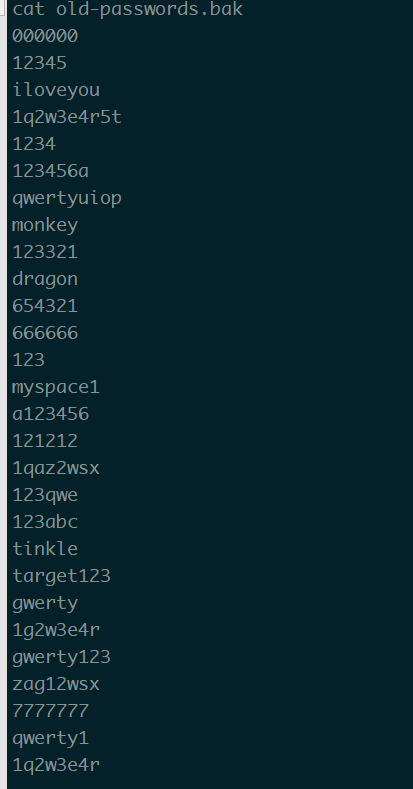 cat old-passwords.bak
000000
12345
iloveyou
1q2w3e4r5t
1234
123456a
qwertyuiop
monkey
123321
dragon
654321
666666
123
myspace1
a123456
121212
1qaz2wsx
123qwe
123abc
tinkle
target123
gwerty
1g2w3e4r
gwerty123
zag12wsx
7777777
qwerty1
1q2w3e4r